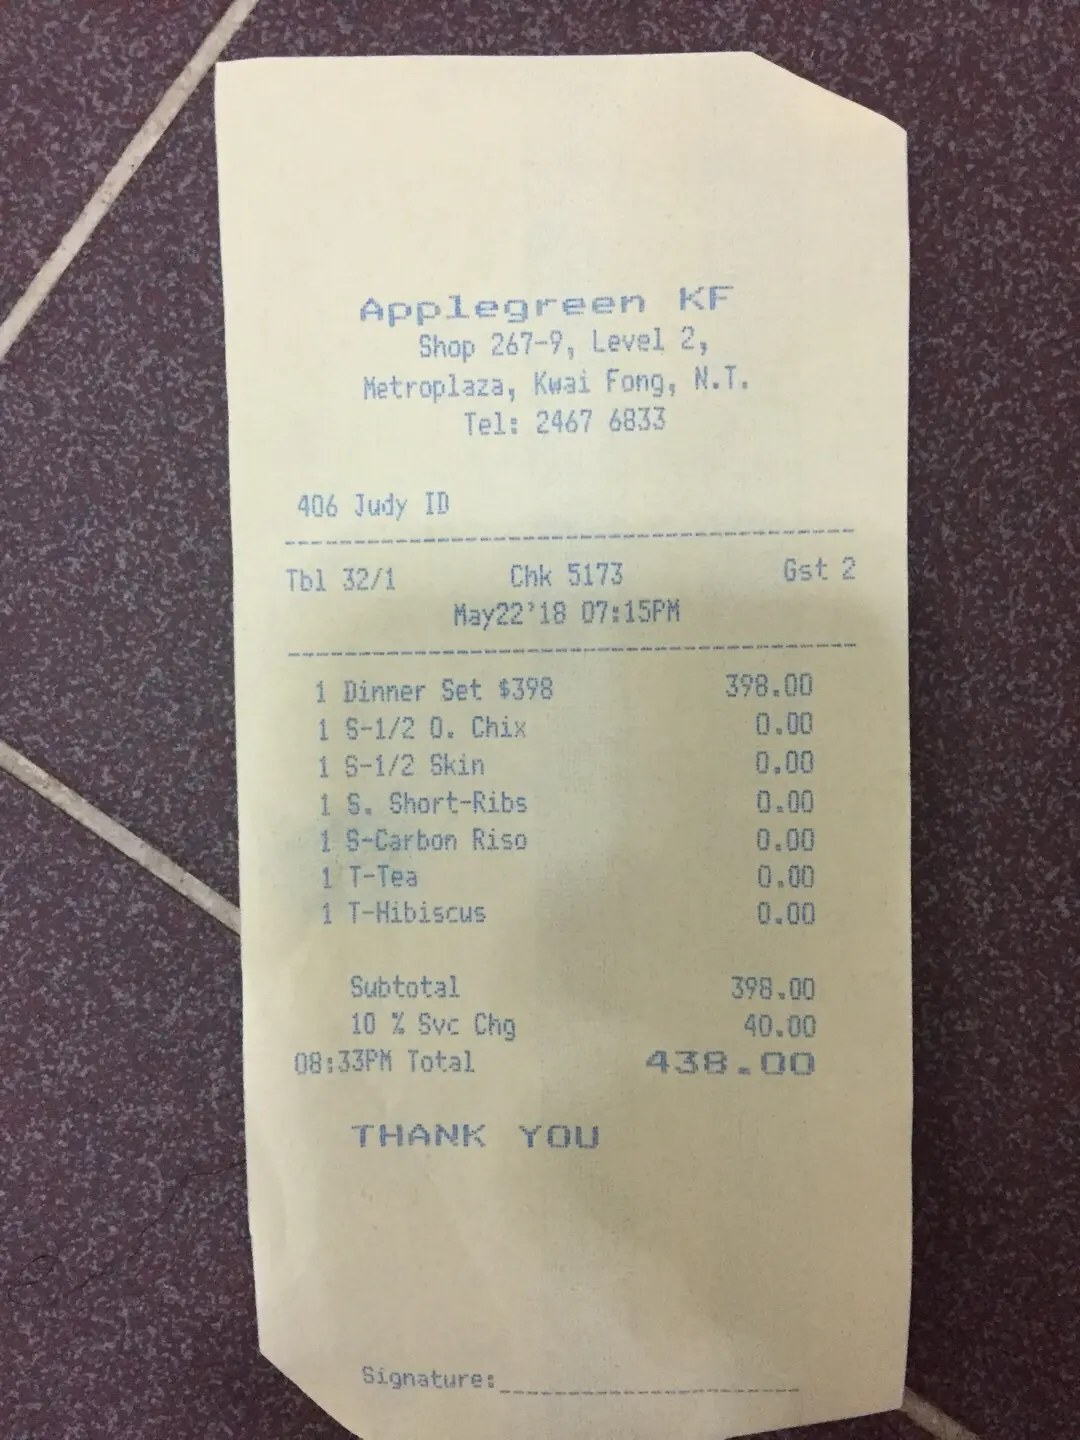 Applegreen KF
Shop 267-9, Level 2,
Metroplaza, Kwai Fong, N.T.
Tel: 2467 6833
406 Judy ID
Tbl 32/1 Chk 5173 Gst 2
May22'18 07:15PM
1 Dinner Set $398 398.00
1 S-1/2 O. Chix 0.00
1 S-1/2 Skin 0.00
1 S. Short-Ribs 0.00
1 S-Carbon Riso 0.00
1 T-Tea 0.00
1 T-Hibiscus 0.00
Subtotal 398.00
10 % Svc Chg 40.00
08:33PM Total 438.00
THANK YOU
Signature: